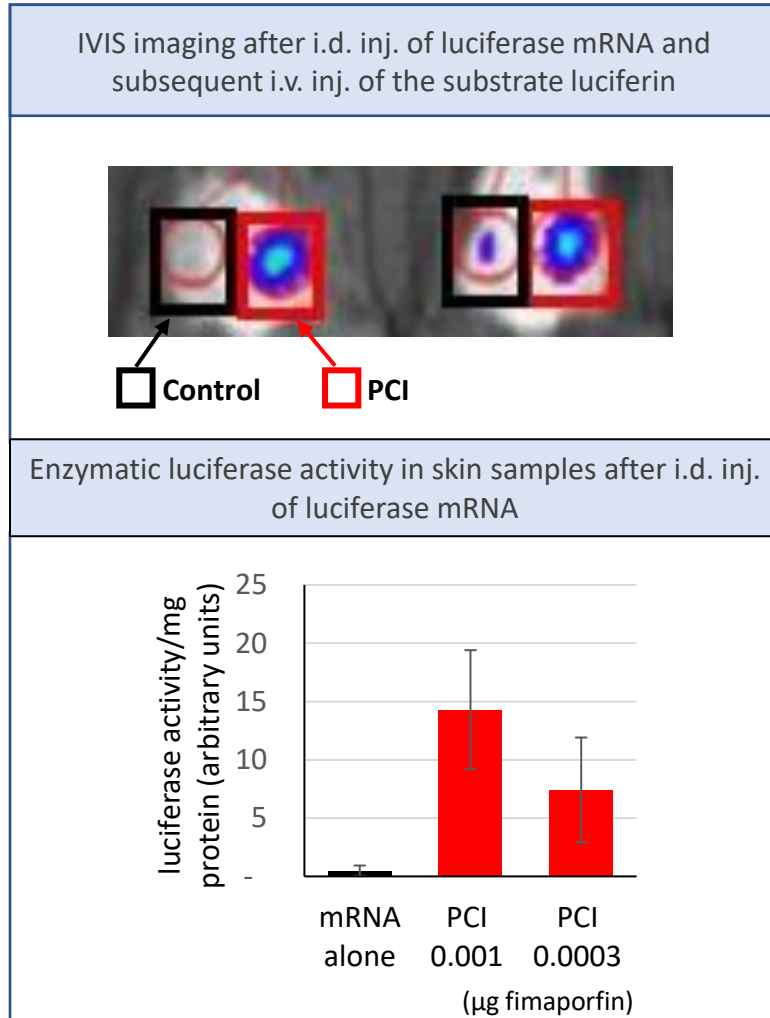 IVIS imaging after i.d. inj. of luciferase mRNA and
subsequent i.v. inj. of the substrate luciferin
Control
PCI
Enzymatic luciferase activity in skin samples after i.d. inj.
of luciferase mRNA
luciferase activity/mg
protein (arbitrary units)
25
20
15
10
5
-
mRNA
alone
PCI
0.001
PCI
0.0003
(µg fimaporfin)